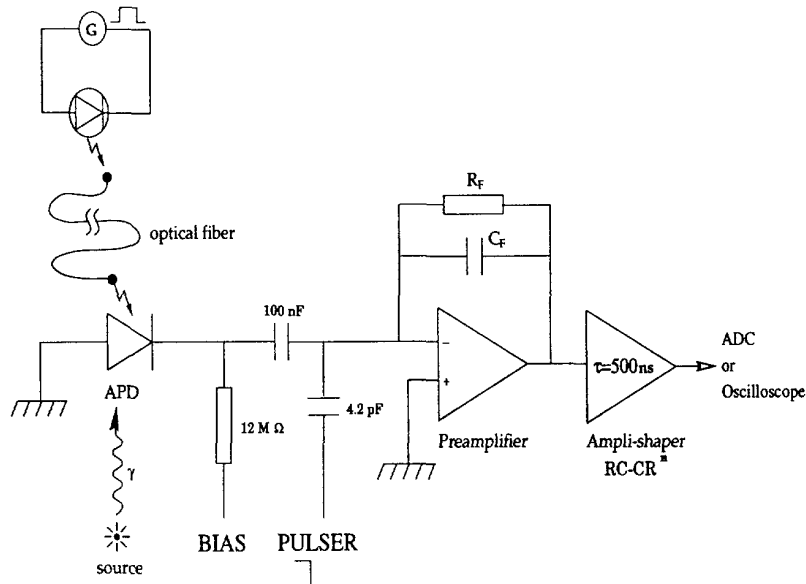 G
optical fiber
R_F
C_F
100 nF
APD
12 M Ω
4.2 pF
−
+
Preamplifier
τ=500ns
Ampli-shaper
RC-CR^n
ADC
or
Oscilloscope
γ
source
BIAS
PULSER